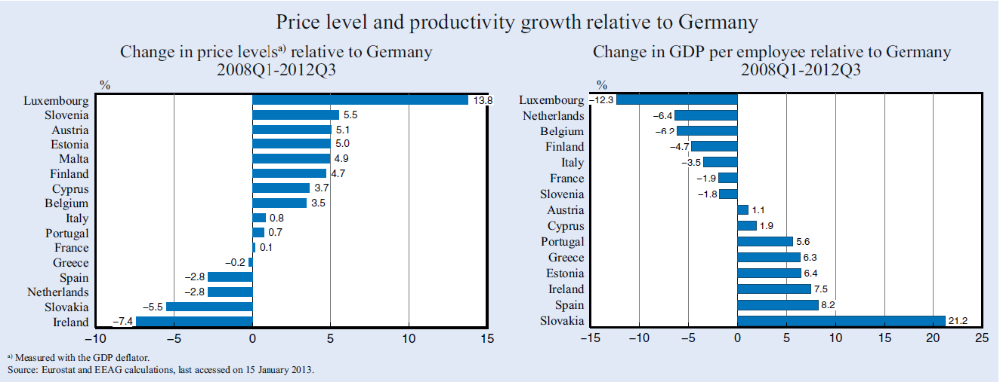 Price level and productivity growth relative to Germany
Change in price levelsa) relative to Germany
2008Q1-2012Q3
%
Luxembourg 13.8
Slovenia 5.5
Austria 5.1
Estonia 5.0
Malta 4.9
Finland 4.7
Cyprus 3.7
Belgium 3.5
Italy 0.8
Portugal 0.7
France 0.1
Greece −0.2
Spain −2.8
Netherlands −2.8
Slovakia −5.5
Ireland −7.4
−10 −5 0 5 10 15
Change in GDP per employee relative to Germany
2008Q1-2012Q3
%
Luxembourg −12.3
Netherlands −6.4
Belgium −6.2
Finland −4.7
Italy −3.5
France −1.9
Slovenia −1.8
Austria 1.1
Cyprus 1.9
Portugal 5.6
Greece 6.3
Estonia 6.4
Ireland 7.5
Spain 8.2
Slovakia 21.2
−15 −10 −5 0 5 10 15 20 25
a) Measured with the GDP deflator.
Source: Eurostat and EEAG calculations, last accessed on 15 January 2013.